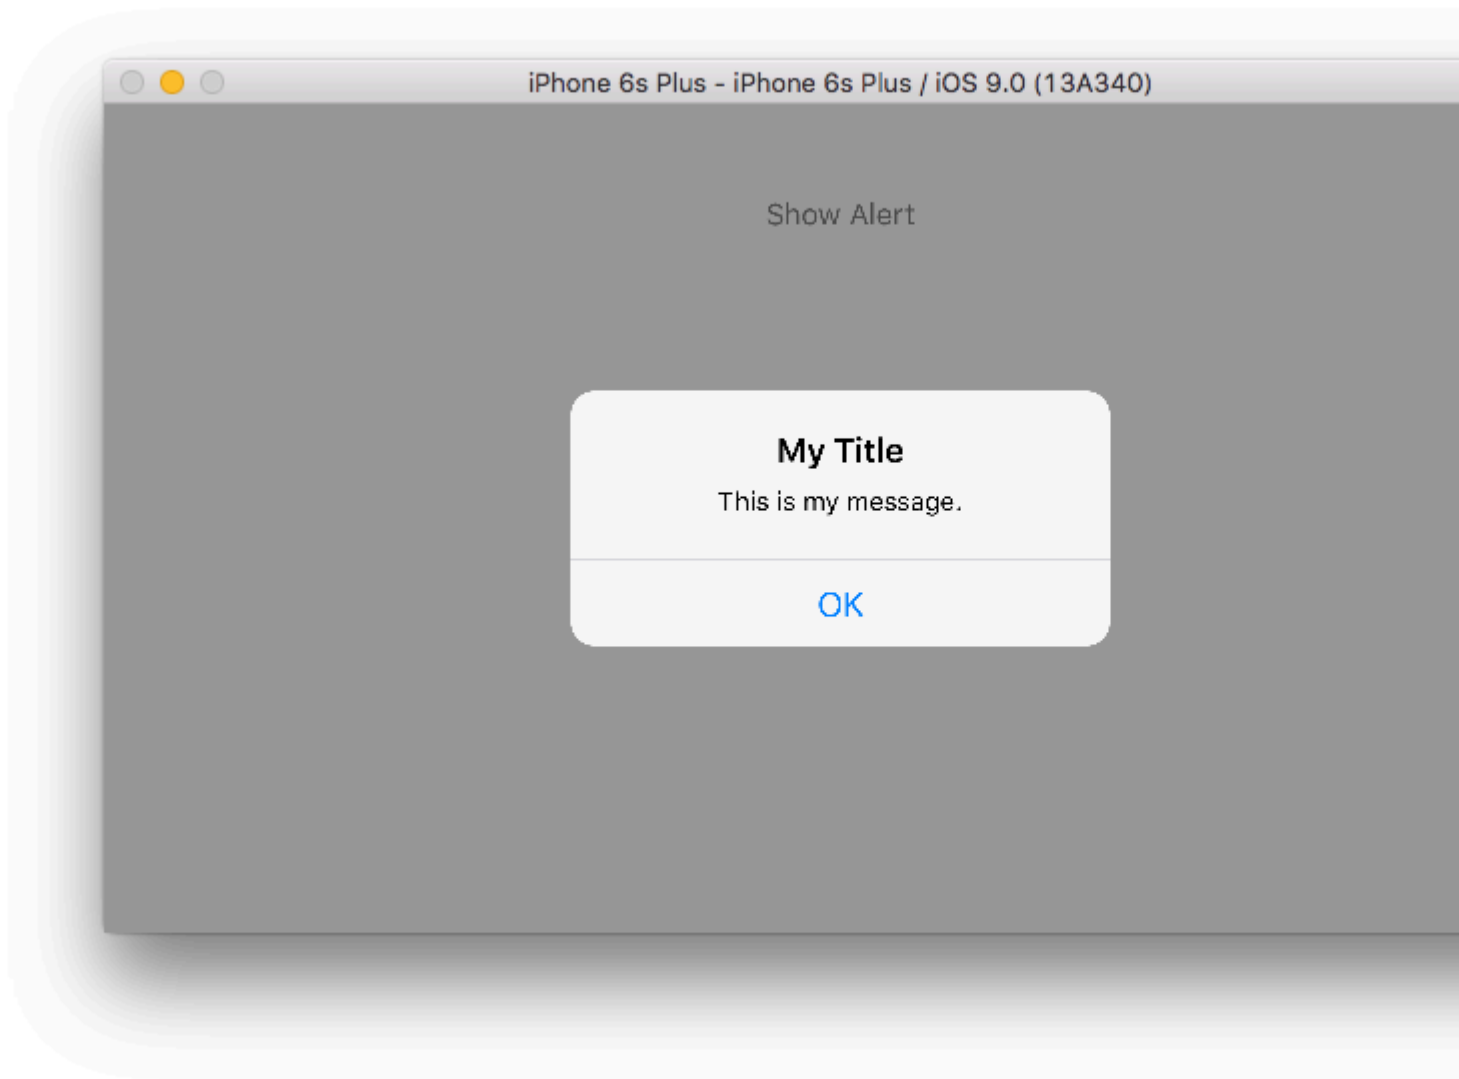 iPhone 6s Plus - iPhone 6s Plus / iOS 9.0 (13A340)
Show Alert
My Title
This is my message.
OK